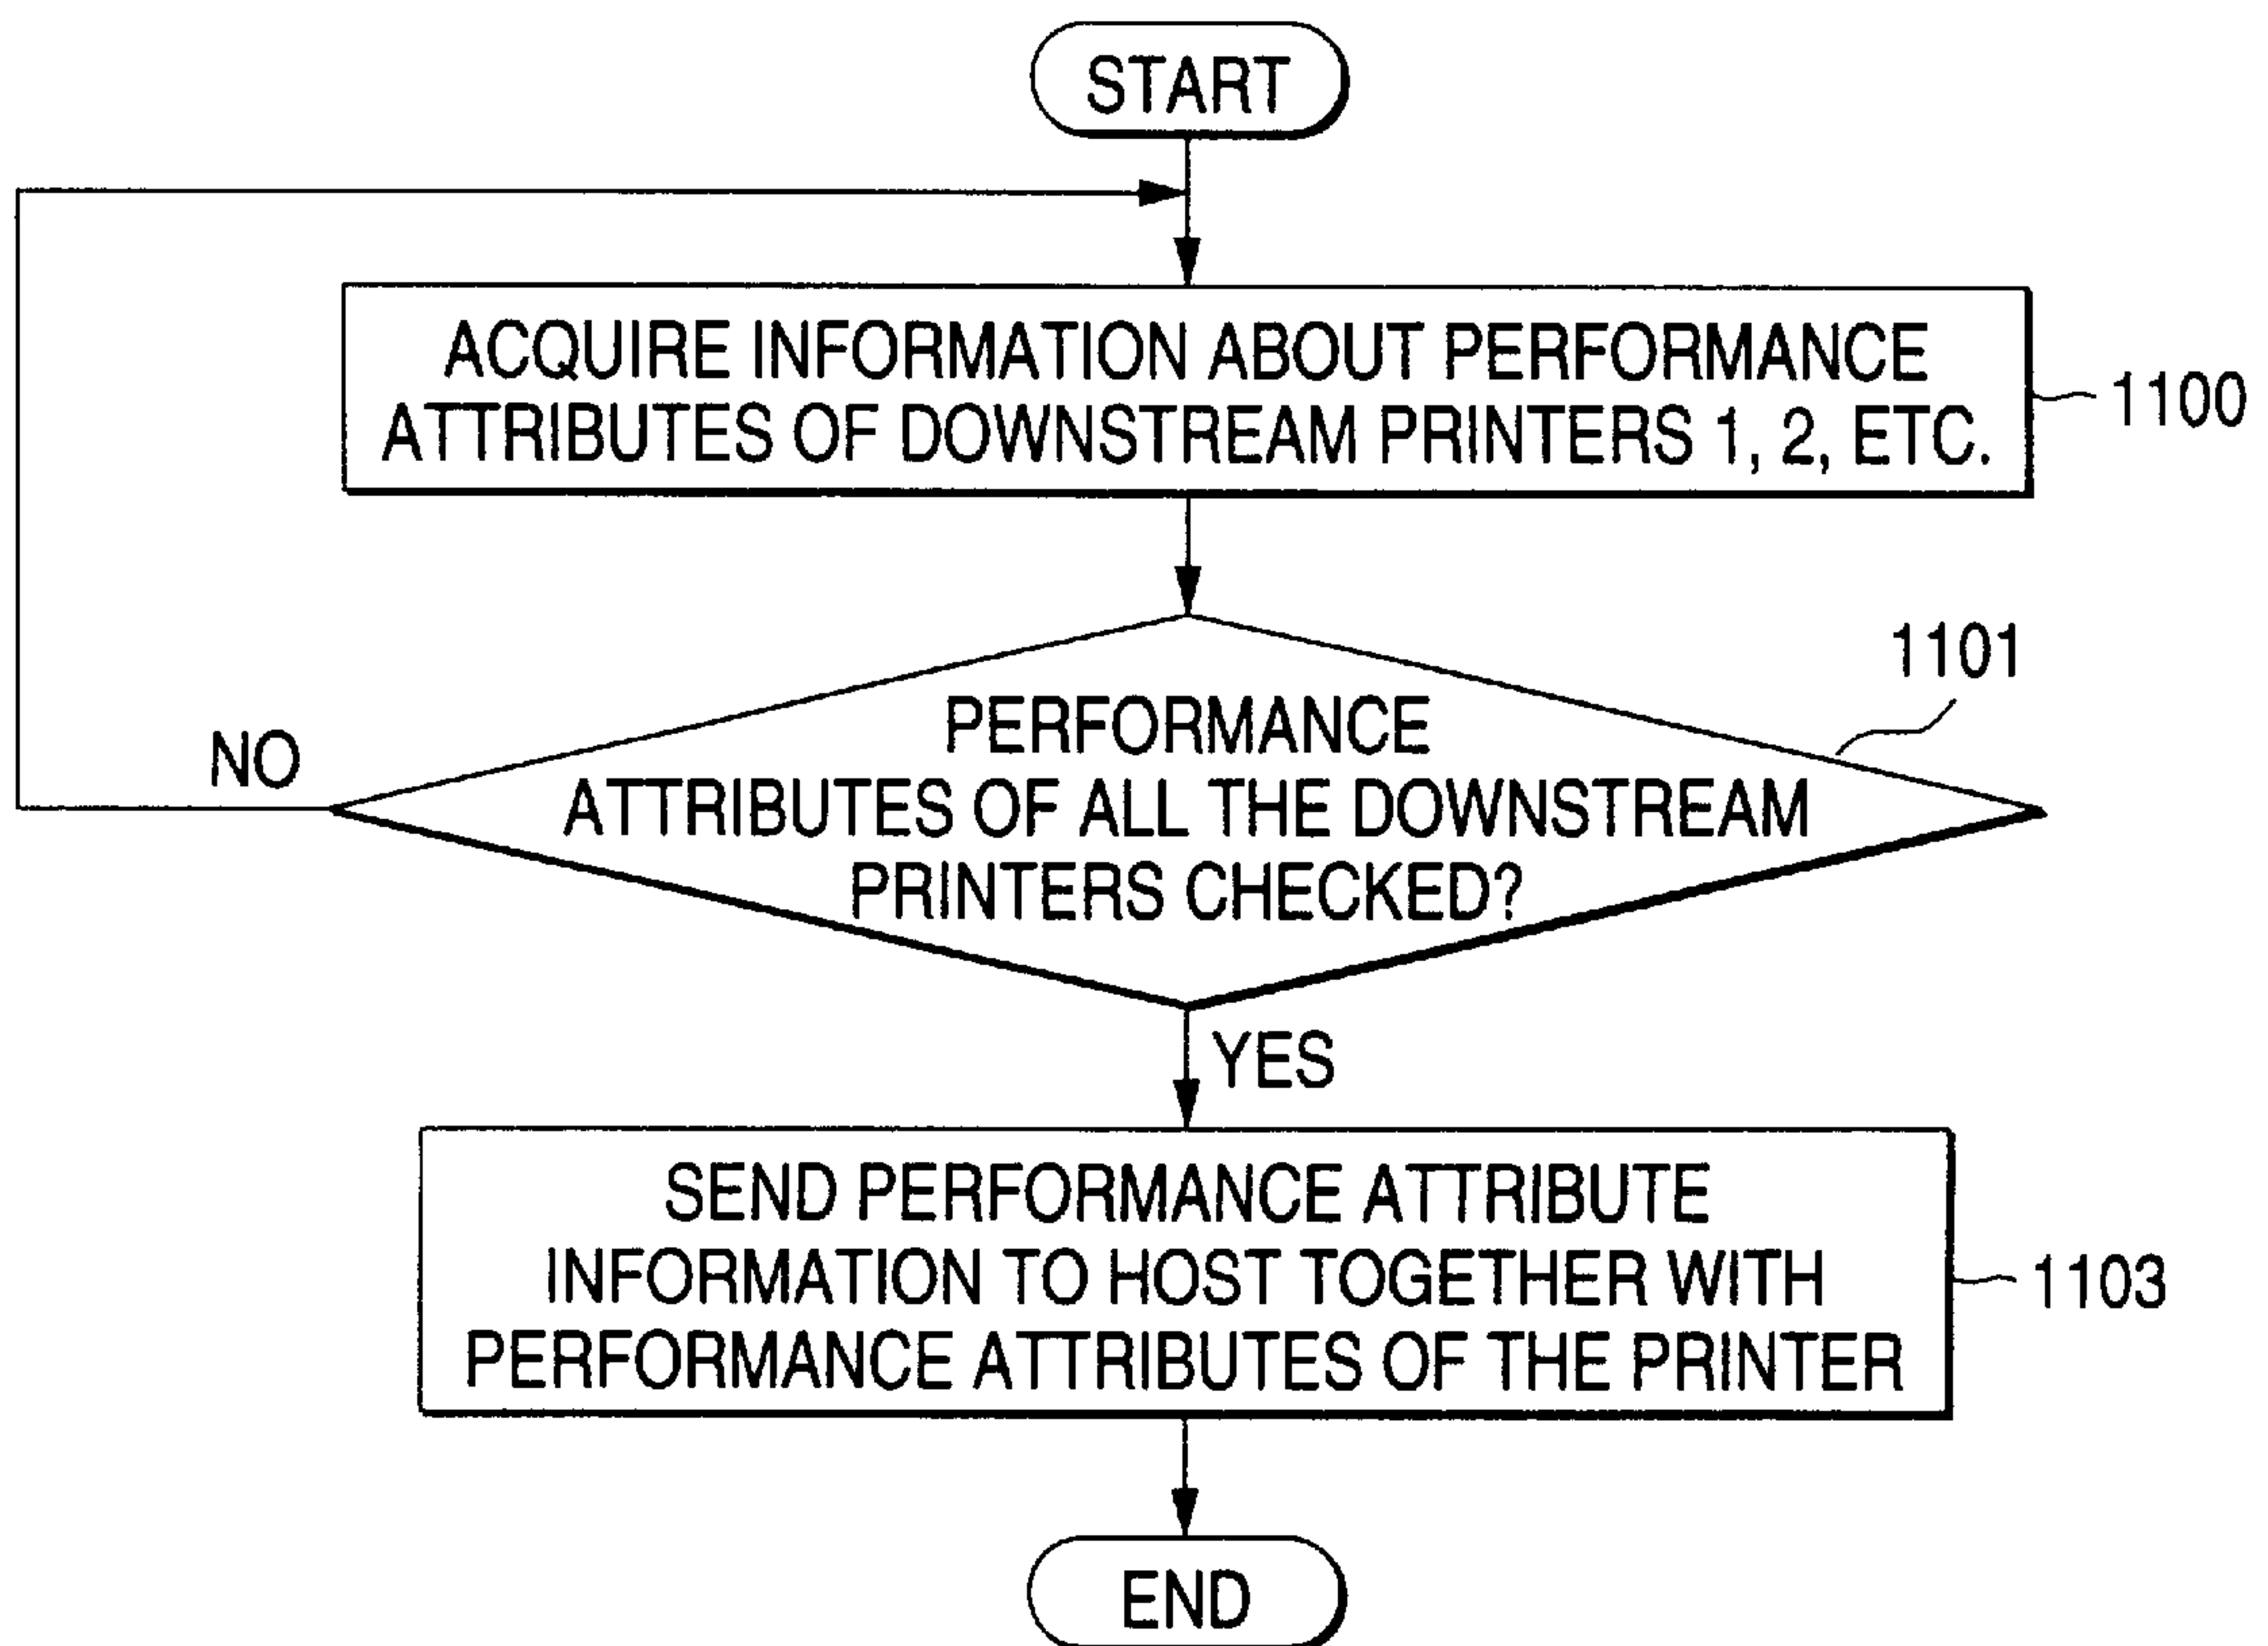 START
ACQUIRE INFORMATION ABOUT PERFORMANCE
ATTRIBUTES OF DOWNSTREAM PRINTERS 1, 2, ETC.
1100
1101
PERFORMANCE
ATTRIBUTES OF ALL THE DOWNSTREAM
PRINTERS CHECKED?
NO
YES
SEND PERFORMANCE ATTRIBUTE
INFORMATION TO HOST TOGETHER WITH
PERFORMANCE ATTRIBUTES OF THE PRINTER
1103
END